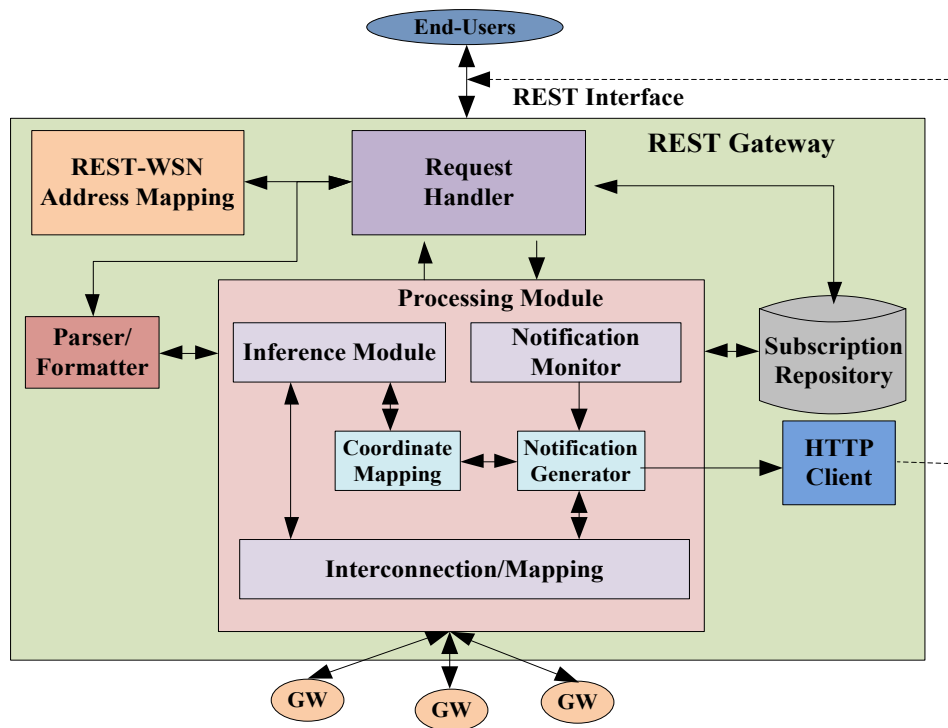 End-Users
REST Interface
REST Gateway
REST-WSN
Address Mapping
Request
Handler
Processing Module
Parser/
Formatter
Inference Module
Notification
Monitor
Subscription
Repository
Coordinate
Mapping
Notification
Generator
HTTP
Client
Interconnection/Mapping
GW
GW
GW